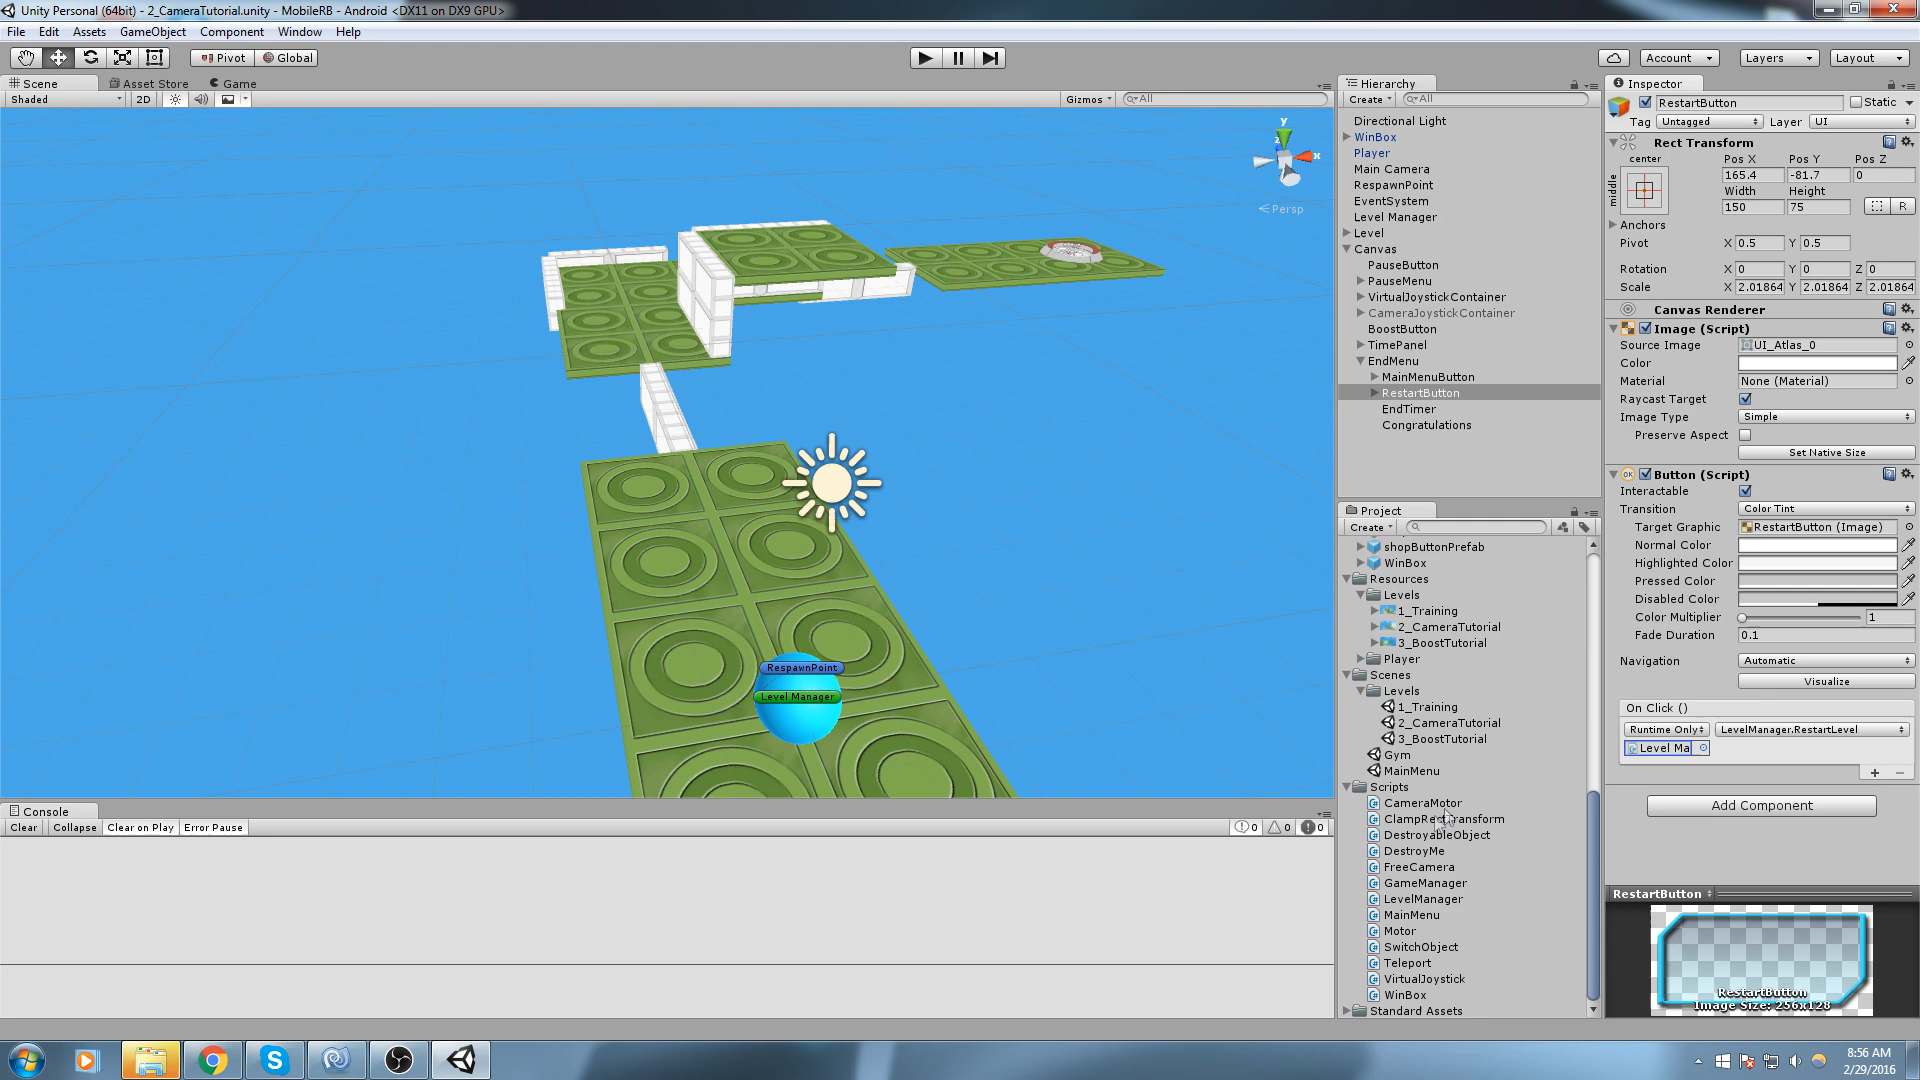 Unity Personal (64bit) - 2_CameraTutorial.unity - MobileRB - Android <DX11 on DX9 GPU>
File Edit Assets GameObject Component Window Help
Pivot Global Account Layers Layout
Scene Asset Store Game
Shaded 2D Gizmos All
y
z
x
Persp
RespawnPoint
Level Manager
Console
Clear Collapse Clear on Play Error Pause 0 0 0
Hierarchy
Create All
Directional Light
WinBox
Player
Main Camera
RespawnPoint
EventSystem
Level Manager
Level
Canvas
PauseButton
PauseMenu
VirtualJoystickContainer
CameraJoystickContainer
BoostButton
TimePanel
EndMenu
MainMenuButton
RestartButton
EndTimer
Congratulations
Project
Create
shopButtonPrefab
WinBox
Resources
Levels
1_Training
2_CameraTutorial
3_BoostTutorial
Player
Scenes
Levels
1_Training
2_CameraTutorial
3_BoostTutorial
Gym
MainMenu
Scripts
CameraMotor
ClampRectTransform
DestroyableObject
DestroyMe
FreeCamera
GameManager
LevelManager
MainMenu
Motor
SwitchObject
Teleport
VirtualJoystick
WinBox
Standard Assets
Inspector
RestartButton Static
Tag Untagged Layer UI
Rect Transform
center Pos X Pos Y Pos Z
middle 165.4 -81.7 0
Width Height
150 75 R
Anchors
Pivot X 0.5 Y 0.5
Rotation X 0 Y 0 Z 0
Scale X 2.01864 Y 2.01864 Z 2.01864
Canvas Renderer
Image (Script)
Source Image UI_Atlas_0
Color
Material None (Material)
Raycast Target
Image Type Simple
Preserve Aspect
Set Native Size
OK Button (Script)
Interactable
Transition Color Tint
Target Graphic RestartButton (Image)
Normal Color
Highlighted Color
Pressed Color
Disabled Color
Color Multiplier 1
Fade Duration 0.1
Navigation Automatic
Visualize
On Click ()
Runtime Only LevelManager.RestartLevel
Level Ma
+ −
Add Component
RestartButton
RestartButton
Image Size: 256x128
8:56 AM
2/29/2016